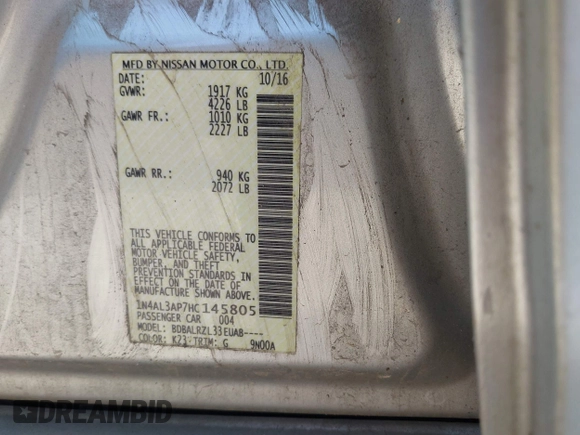 MFD BY NISSAN MOTOR CO., LTD.
DATE: 10/16
GVWR: 1917 KG
4226 LB
GAWR FR.: 1010 KG
2227 LB
GAWR RR.: 940 KG
2072 LB
THIS VEHICLE CONFORMS TO
ALL APPLICABLE FEDERAL
MOTOR VEHICLE SAFETY,
BUMPER, AND THEFT
PREVENTION STANDARDS IN
EFFECT ON THE DATE OF
MANUFACTURE SHOWN ABOVE.
1N4AL3AP7HC145805
PASSENGER CAR 004
MODEL: BDBALRZL33EUAB----
COLOR: K23 TRIM: G 9N00A
DREAMBID